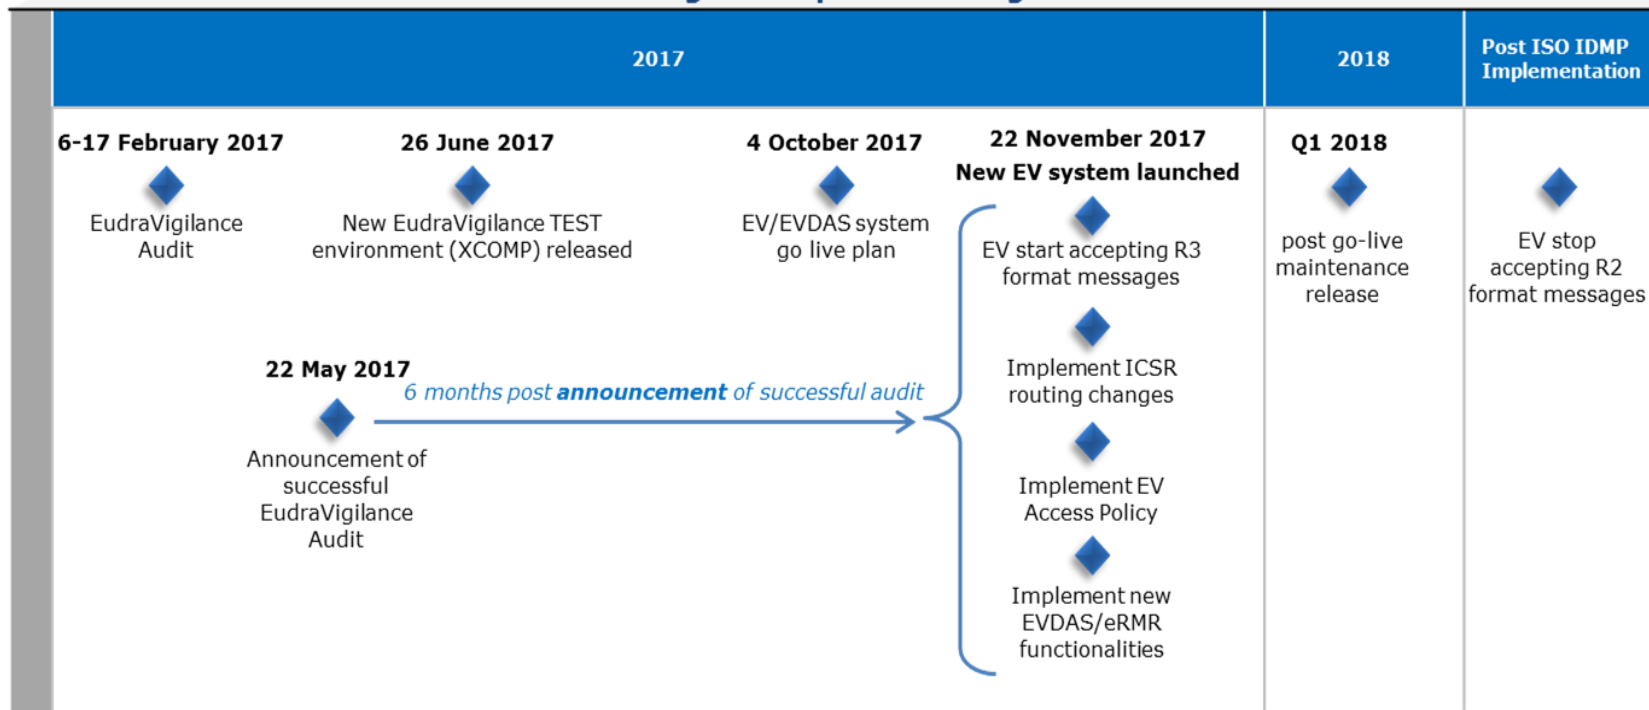 2017
2018
Post ISO IDMP
Implementation
6-17 February 2017
EudraVigilance
Audit
26 June 2017
New EudraVigilance TEST
environment (XCOMP) released
4 October 2017
EV/EVDAS system
go live plan
22 November 2017
New EV system launched
EV start accepting R3
format messages
Implement ICSR
routing changes
Implement EV
Access Policy
Implement new
EVDAS/eRMR
functionalities
Q1 2018
post go-live
maintenance
release
EV stop
accepting R2
format messages
22 May 2017
6 months post announcement of successful audit
Announcement of
successful
EudraVigilance
Audit